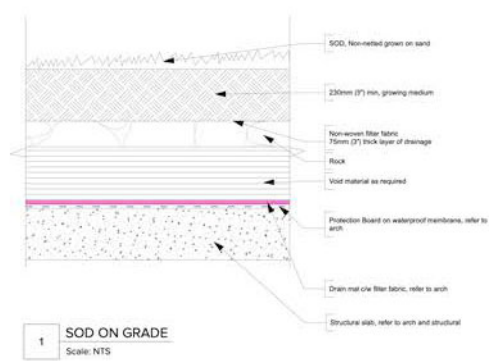 SOD, Non-netted grown on sand
230mm (9") min, growing medium
Non-woven filter fabric
75mm (3") thick layer of drainage
Rock
Void material as required
Protection Board on waterproof membrane, refer to
arch
Drain mat c/w filter fabric, refer to arch
Structural slab, refer to arch and structural
1
SOD ON GRADE
Scale: NTS